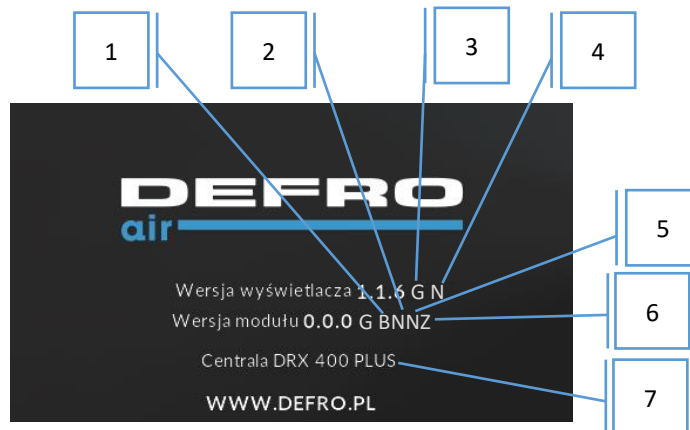 1
2
3
4
DEFRO
air
5
Wersja wyświetlacza 1.1.6 G N
Wersja modułu 0.0.0 G BNNZ
6
Centrala DRX 400 PLUS
7
WWW.DEFRO.PL